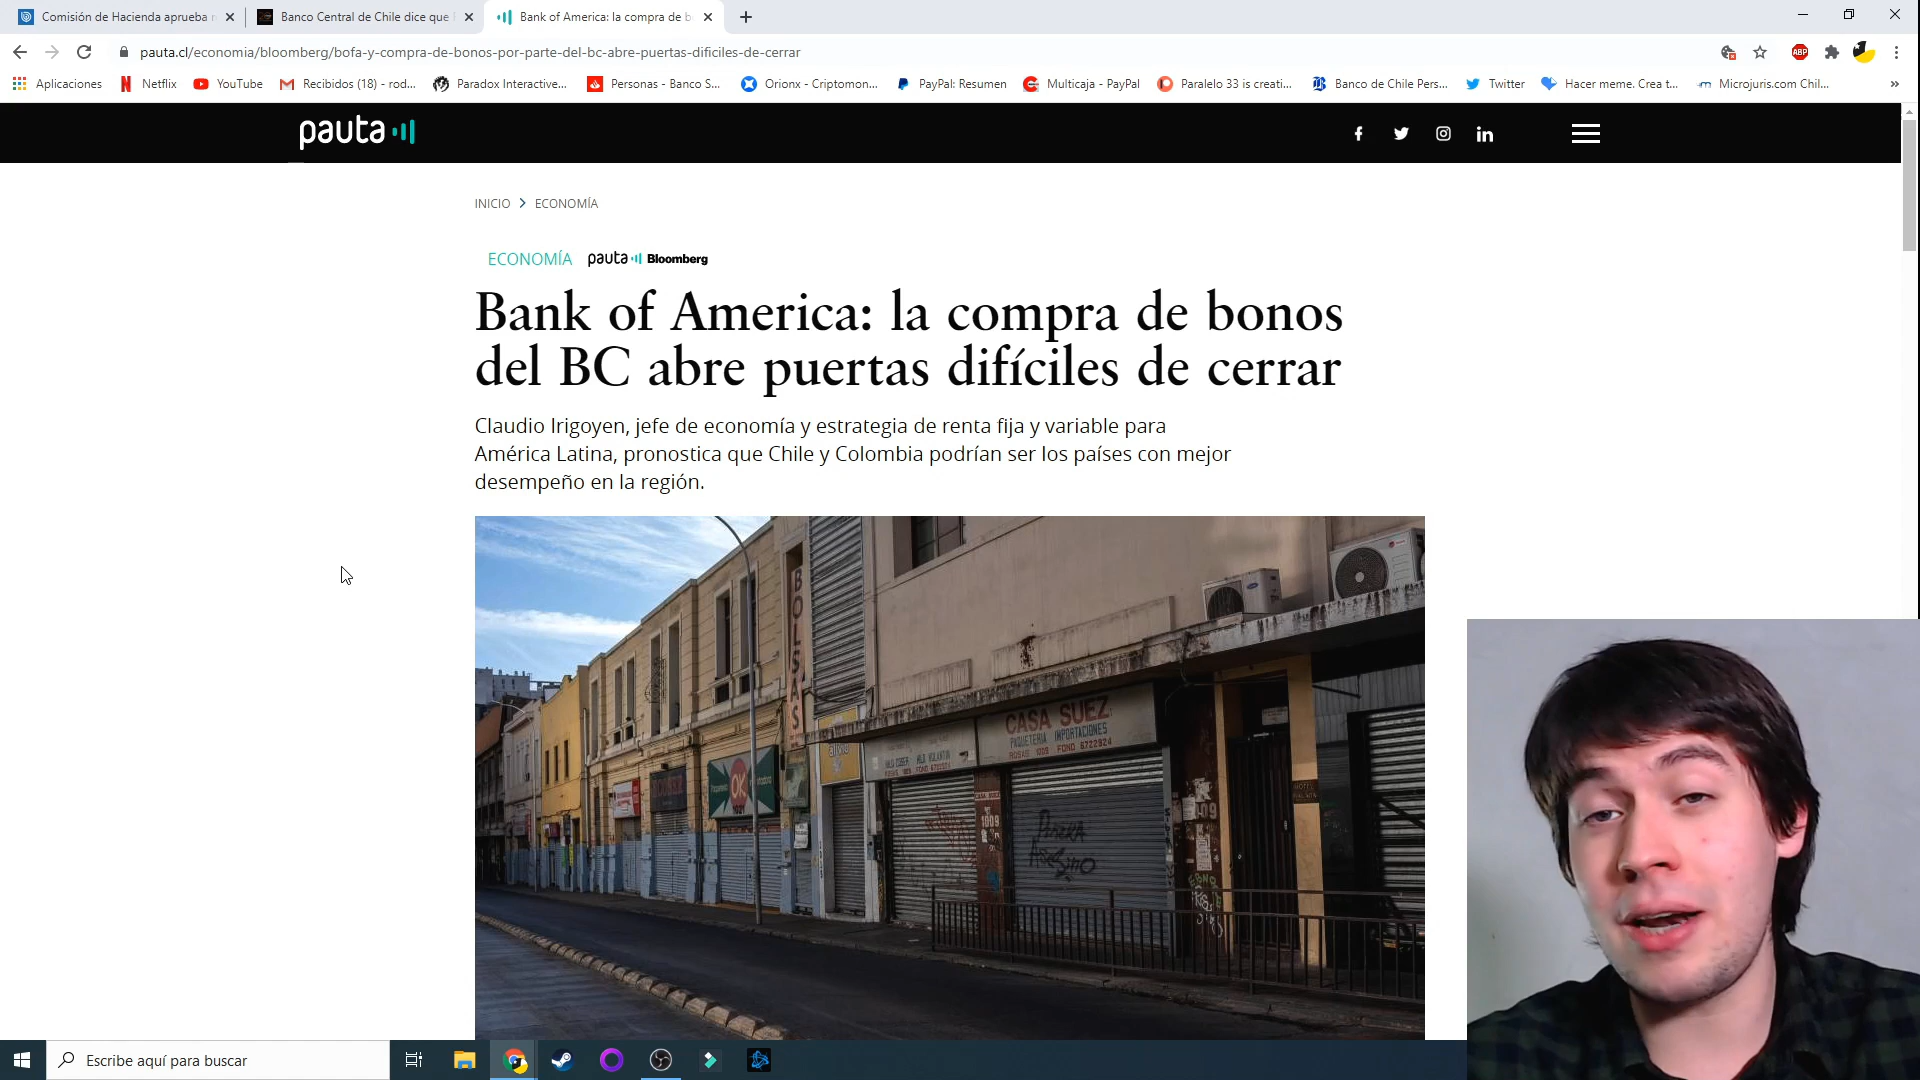 Comisión de Hacienda aprueba
Banco Central de Chile dice que
Bank of America: la compra de b
pauta.cl/economia/bloomberg/bofa-y-compra-de-bonos-por-parte-del-bc-abre-puertas-dificiles-de-cerrar
ABP
Aplicaciones
Netflix
YouTube
Recibidos (18) - rod...
Paradox Interactive...
Personas - Banco S...
Orionx - Criptomon...
PayPal: Resumen
Multicaja - PayPal
Paralelo 33 is creati...
Banco de Chile Pers...
Twitter
Hacer meme. Crea t...
Microjuris.com Chil...
»
pauta
INICIO > ECONOMÍA
ECONOMÍA pauta Bloomberg
Bank of America: la compra de bonos
del BC abre puertas difíciles de cerrar
Claudio Irigoyen, jefe de economía y estrategia de renta fija y variable para
América Latina, pronostica que Chile y Colombia podrían ser los países con mejor
desempeño en la región.
BOLSAS
CASA SUEZ
PAQUETERIA IMPORTACIONES
ROSAS 1009 FONO 6722324
OK
1009
Escribe aquí para buscar